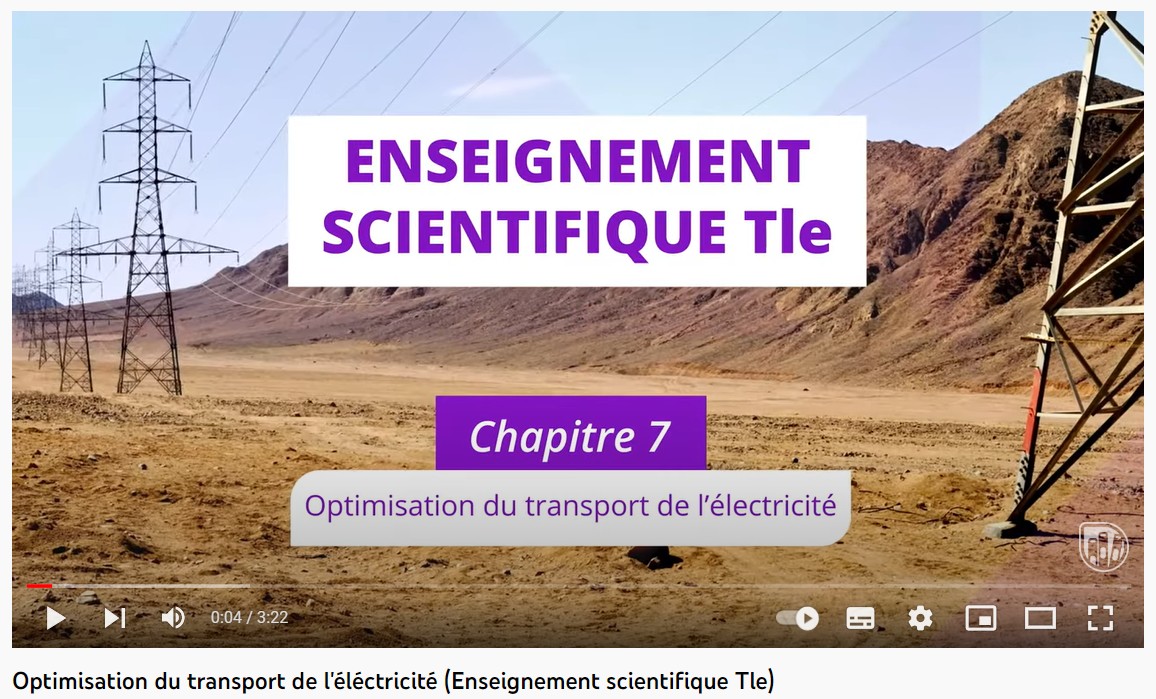 ENSEIGNEMENT
SCIENTIFIQUE Tle
Chapitre 7
Optimisation du transport de l’électricité
0:04 / 3:22
Optimisation du transport de l'éléctricité (Enseignement scientifique Tle)